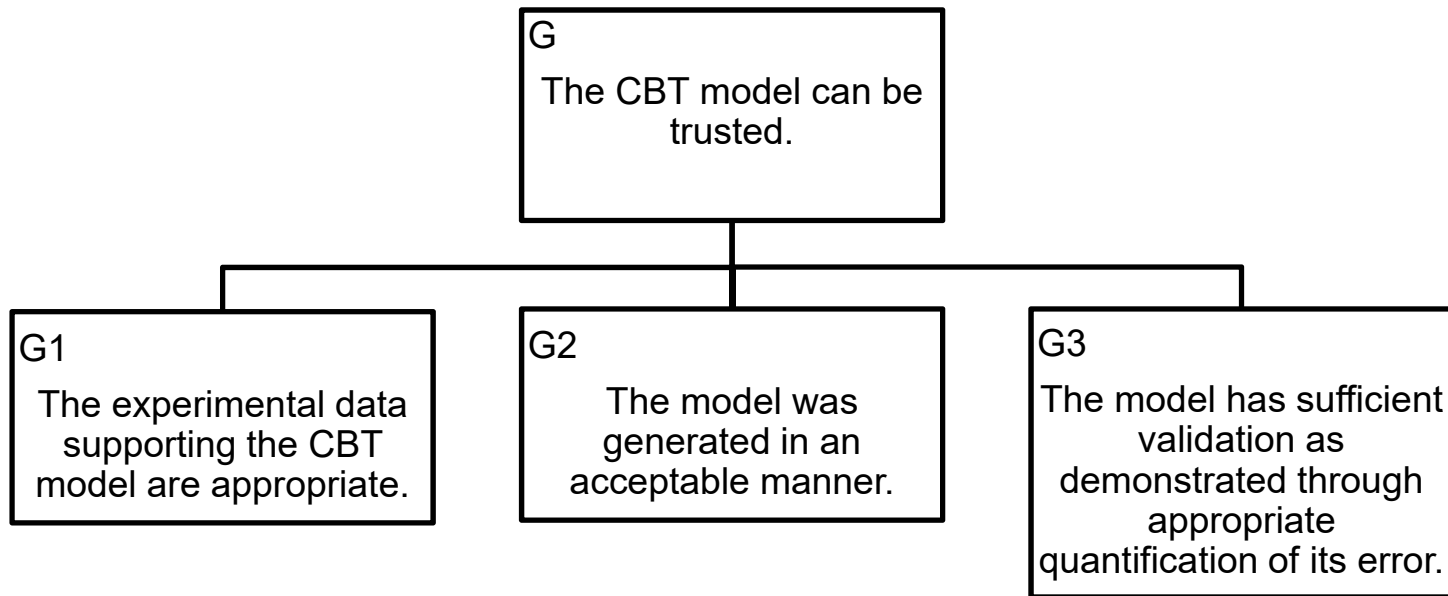 G
The CBT model can be
trusted.
G1
The experimental data
supporting the CBT
model are appropriate.
G2
The model was
generated in an
acceptable manner.
G3
The model has sufficient
validation as
demonstrated through
appropriate
quantification of its error.